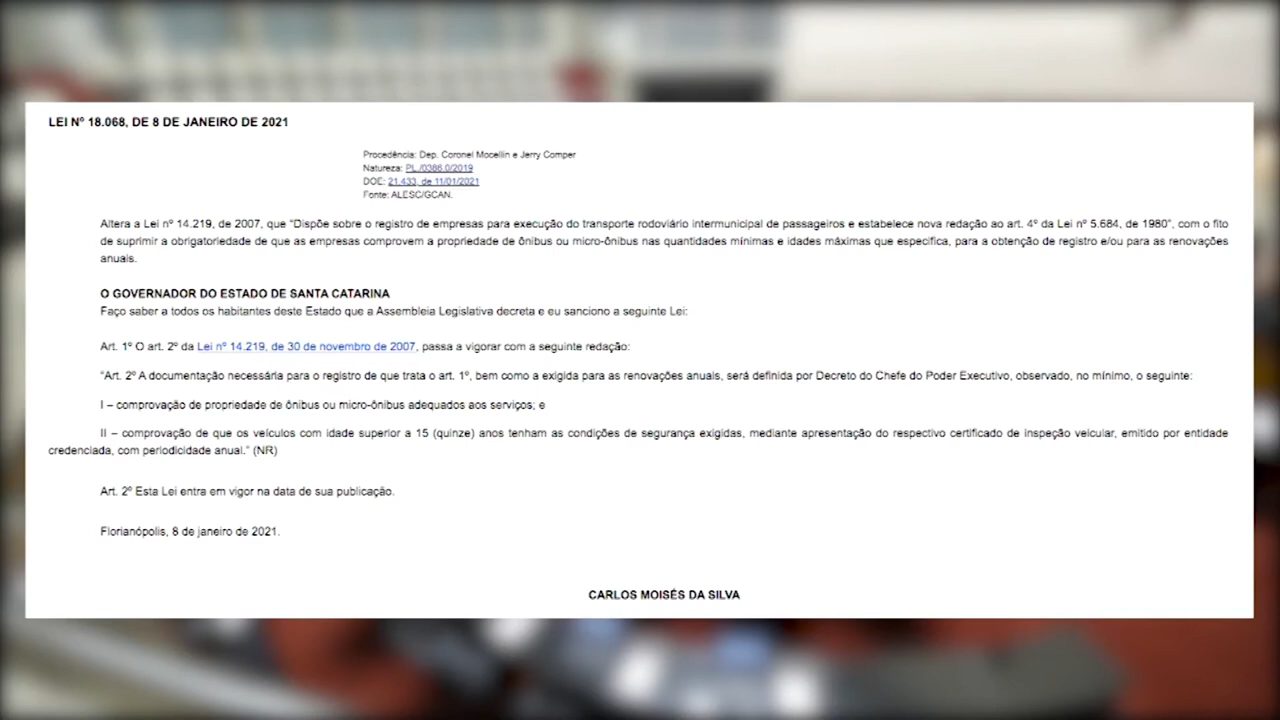 LEI Nº 18.068, DE 8 DE JANEIRO DE 2021
Procedência: Dep. Coronel Mocellin e Jerry Comper
Natureza: PL./0386.0/2019
DOE: 21.433, de 11/01/2021
Fonte: ALESC/GCAN.
Altera a Lei nº 14.219, de 2007, que “Dispõe sobre o registro de empresas para execução do transporte rodoviário intermunicipal de passageiros e estabelece nova redação ao art. 4º da Lei nº 5.684, de 1980”, com o fito
de suprimir a obrigatoriedade de que as empresas comprovem a propriedade de ônibus ou micro-ônibus nas quantidades mínimas e idades máximas que especifica, para a obtenção de registro e/ou para as renovações
anuais.
O GOVERNADOR DO ESTADO DE SANTA CATARINA
Faço saber a todos os habitantes deste Estado que a Assembleia Legislativa decreta e eu sanciono a seguinte Lei:
Art. 1º O art. 2º da Lei nº 14.219, de 30 de novembro de 2007, passa a vigorar com a seguinte redação:
“Art. 2º A documentação necessária para o registro de que trata o art. 1º, bem como a exigida para as renovações anuais, será definida por Decreto do Chefe do Poder Executivo, observado, no mínimo, o seguinte:
I – comprovação de propriedade de ônibus ou micro-ônibus adequados aos serviços; e
II – comprovação de que os veículos com idade superior a 15 (quinze) anos tenham as condições de segurança exigidas, mediante apresentação do respectivo certificado de inspeção veicular, emitido por entidade
credenciada, com periodicidade anual.” (NR)
Art. 2º Esta Lei entra em vigor na data de sua publicação.
Florianópolis, 8 de janeiro de 2021.
CARLOS MOISÉS DA SILVA